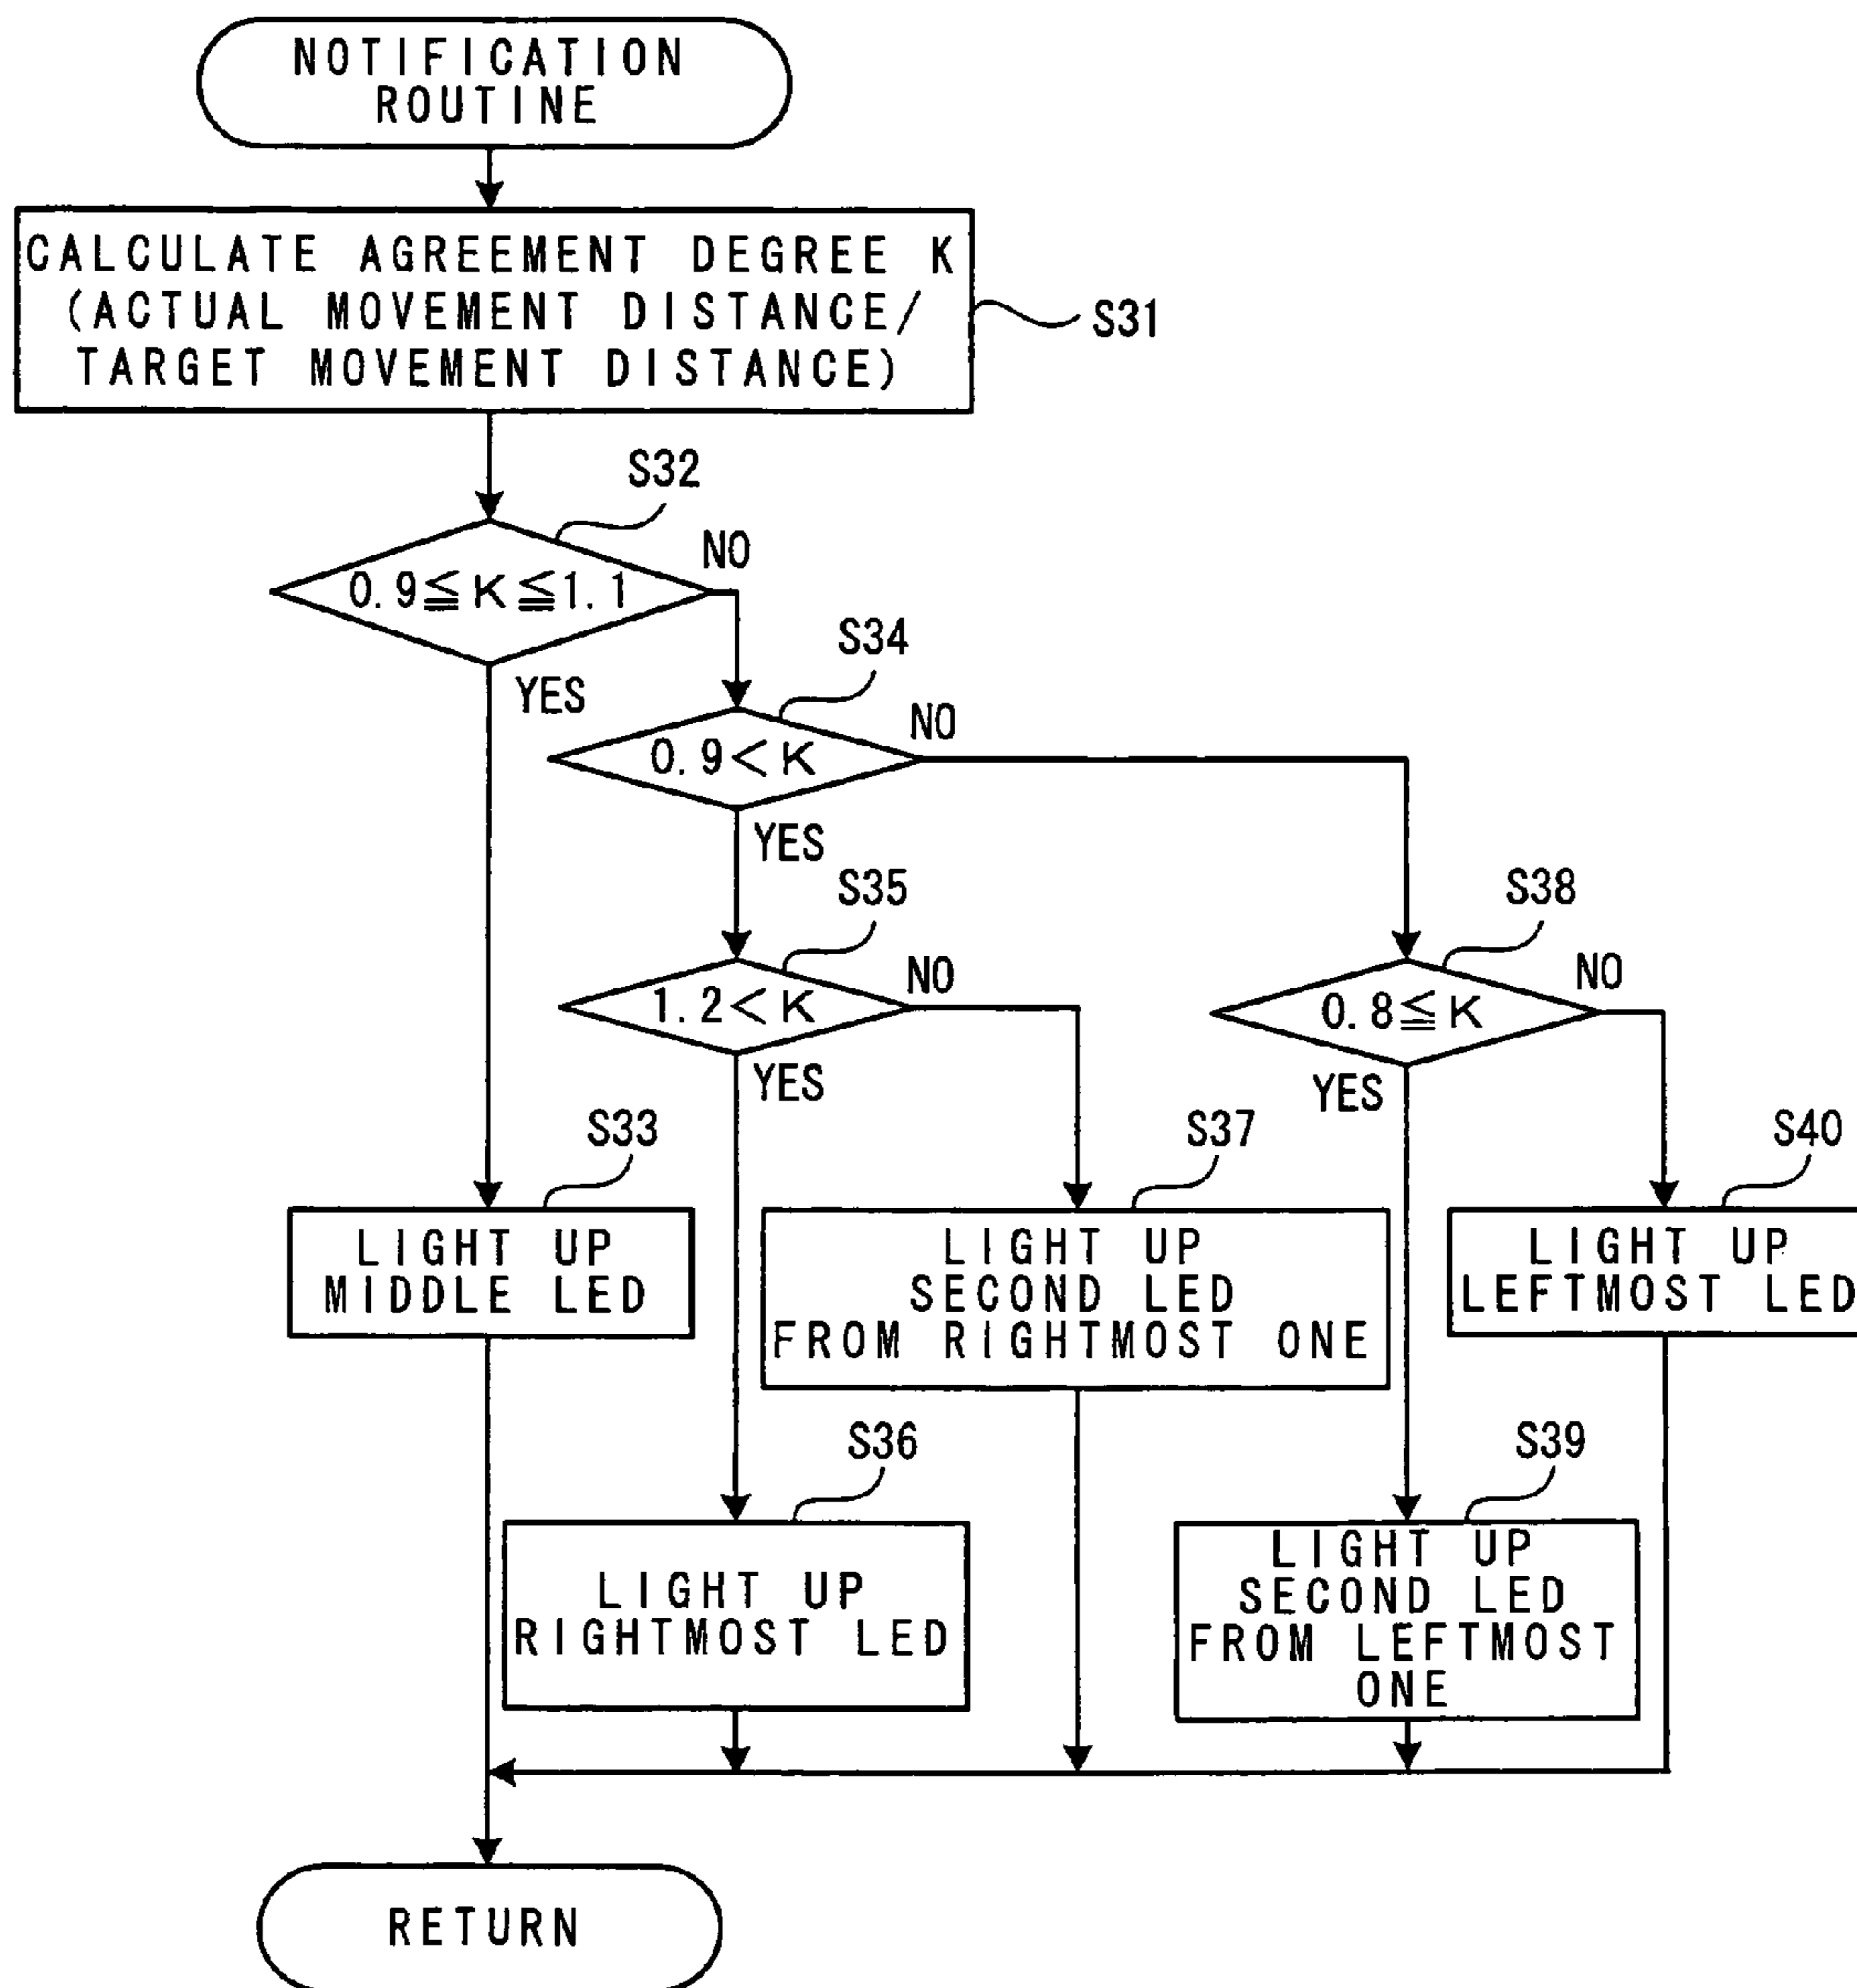 NOTIFICATION
ROUTINE
CALCULATE AGREEMENT DEGREE K
(ACTUAL MOVEMENT DISTANCE/
TARGET MOVEMENT DISTANCE)
S31
S32
0.9≦K≦1.1
NO
YES
S34
0.9<K
NO
YES
S35
1.2<K
NO
YES
S38
0.8≦K
NO
YES
S33
LIGHT UP
MIDDLE LED
S37
LIGHT UP
SECOND LED
FROM RIGHTMOST ONE
S40
LIGHT UP
LEFTMOST LED
S36
LIGHT UP
RIGHTMOST LED
S39
LIGHT UP
SECOND LED
FROM LEFTMOST
ONE
RETURN